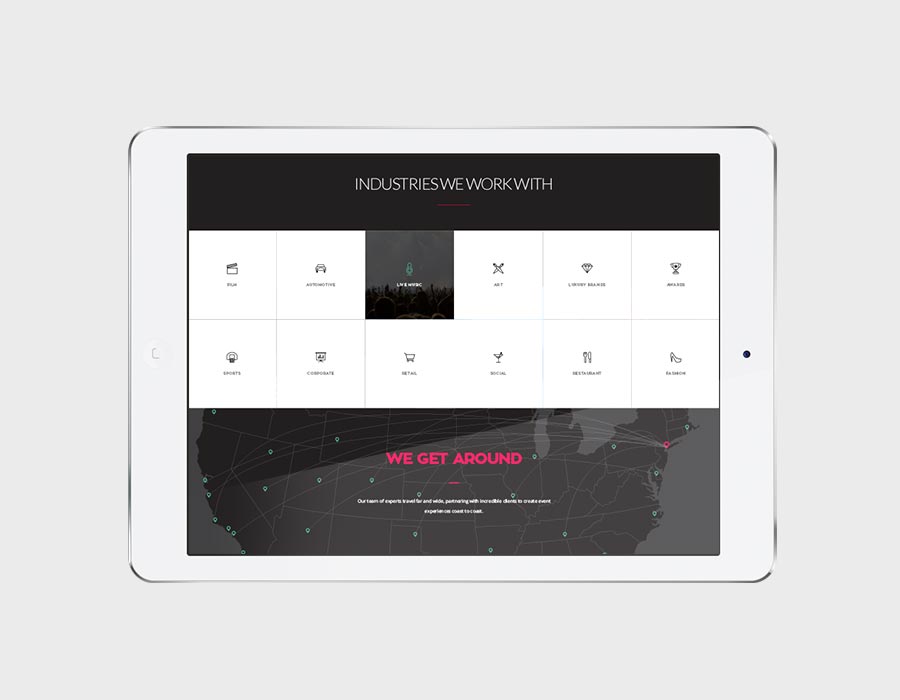 INDUSTRIES WE WORK WITH
FILM
AUTOMOTIVE
LIVE MUSIC
ART
LUXURY BRANDS
AWARDS
SPORTS
CORPORATE
RETAIL
SOCIAL
RESTAURANT
FASHION
WE GET AROUND
Our team of experts travel far and wide, partnering with incredible clients to create event
experiences coast to coast.